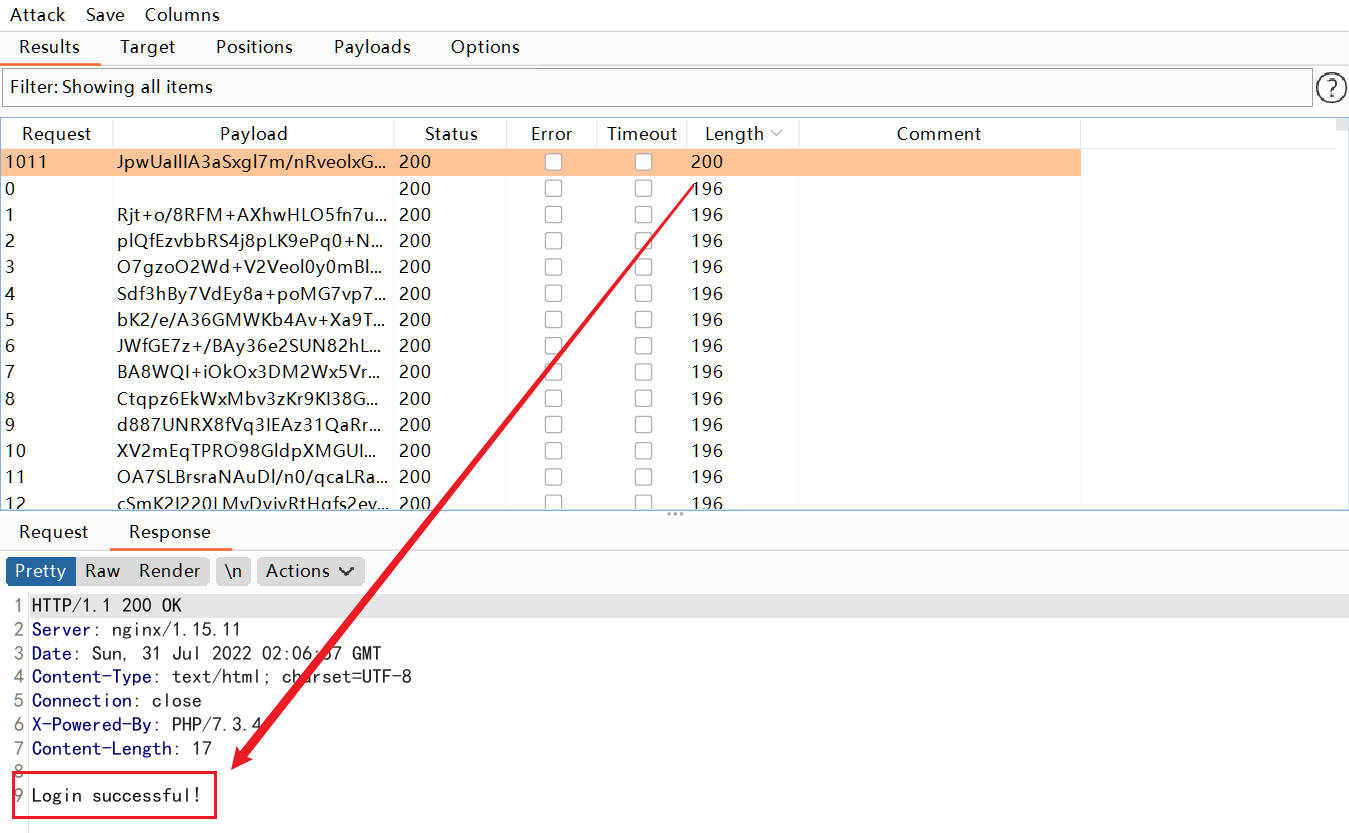 Attack Save Columns
Results Target Positions Payloads Options
Filter: Showing all items ?
Request Payload Status Error Timeout Length Comment
1011 JpwUaIlIA3aSxgl7m/nRveolxG... 200 200
0 200 196
1 Rjt+o/8RFM+AXhwHLO5fn7u... 200 196
2 plQfEzvbbRS4j8pLK9ePq0+N... 200 196
3 O7gzoO2Wd+V2Veol0y0mBl... 200 196
4 Sdf3hBy7VdEy8a+poMG7vp7... 200 196
5 bK2/e/A36GMWKb4Av+Xa9T... 200 196
6 JWfGE7z+/BAy36e2SUN82hL... 200 196
7 BA8WQI+iOkOx3DM2Wx5Vr... 200 196
8 Ctqpz6EkWxMbv3zKr9KI38G... 200 196
9 d887UNRX8fVq3IEAz31QaRr... 200 196
10 XV2mEqTPRO98GldpXMGUI... 200 196
11 OA7SLBrsraNAuDl/n0/qcaLRa... 200 196
12 200 196
Request Response
Pretty Raw Render \n Actions
1 HTTP/1.1 200 OK
2 Server: nginx/1.15.11
3 Date: Sun, 31 Jul 2022 02:06:57 GMT
4 Content-Type: text/html; charset=UTF-8
5 Connection: close
6 X-Powered-By: PHP/7.3.4
7 Content-Length: 17
8
9 Login successful!